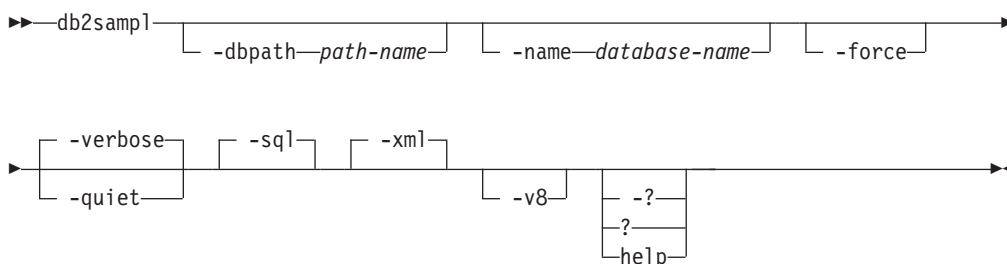 db2sampl
-dbpath path-name
-name database-name
-force
-verbose
-quiet
-sql
-xml
-v8
-?
?
help